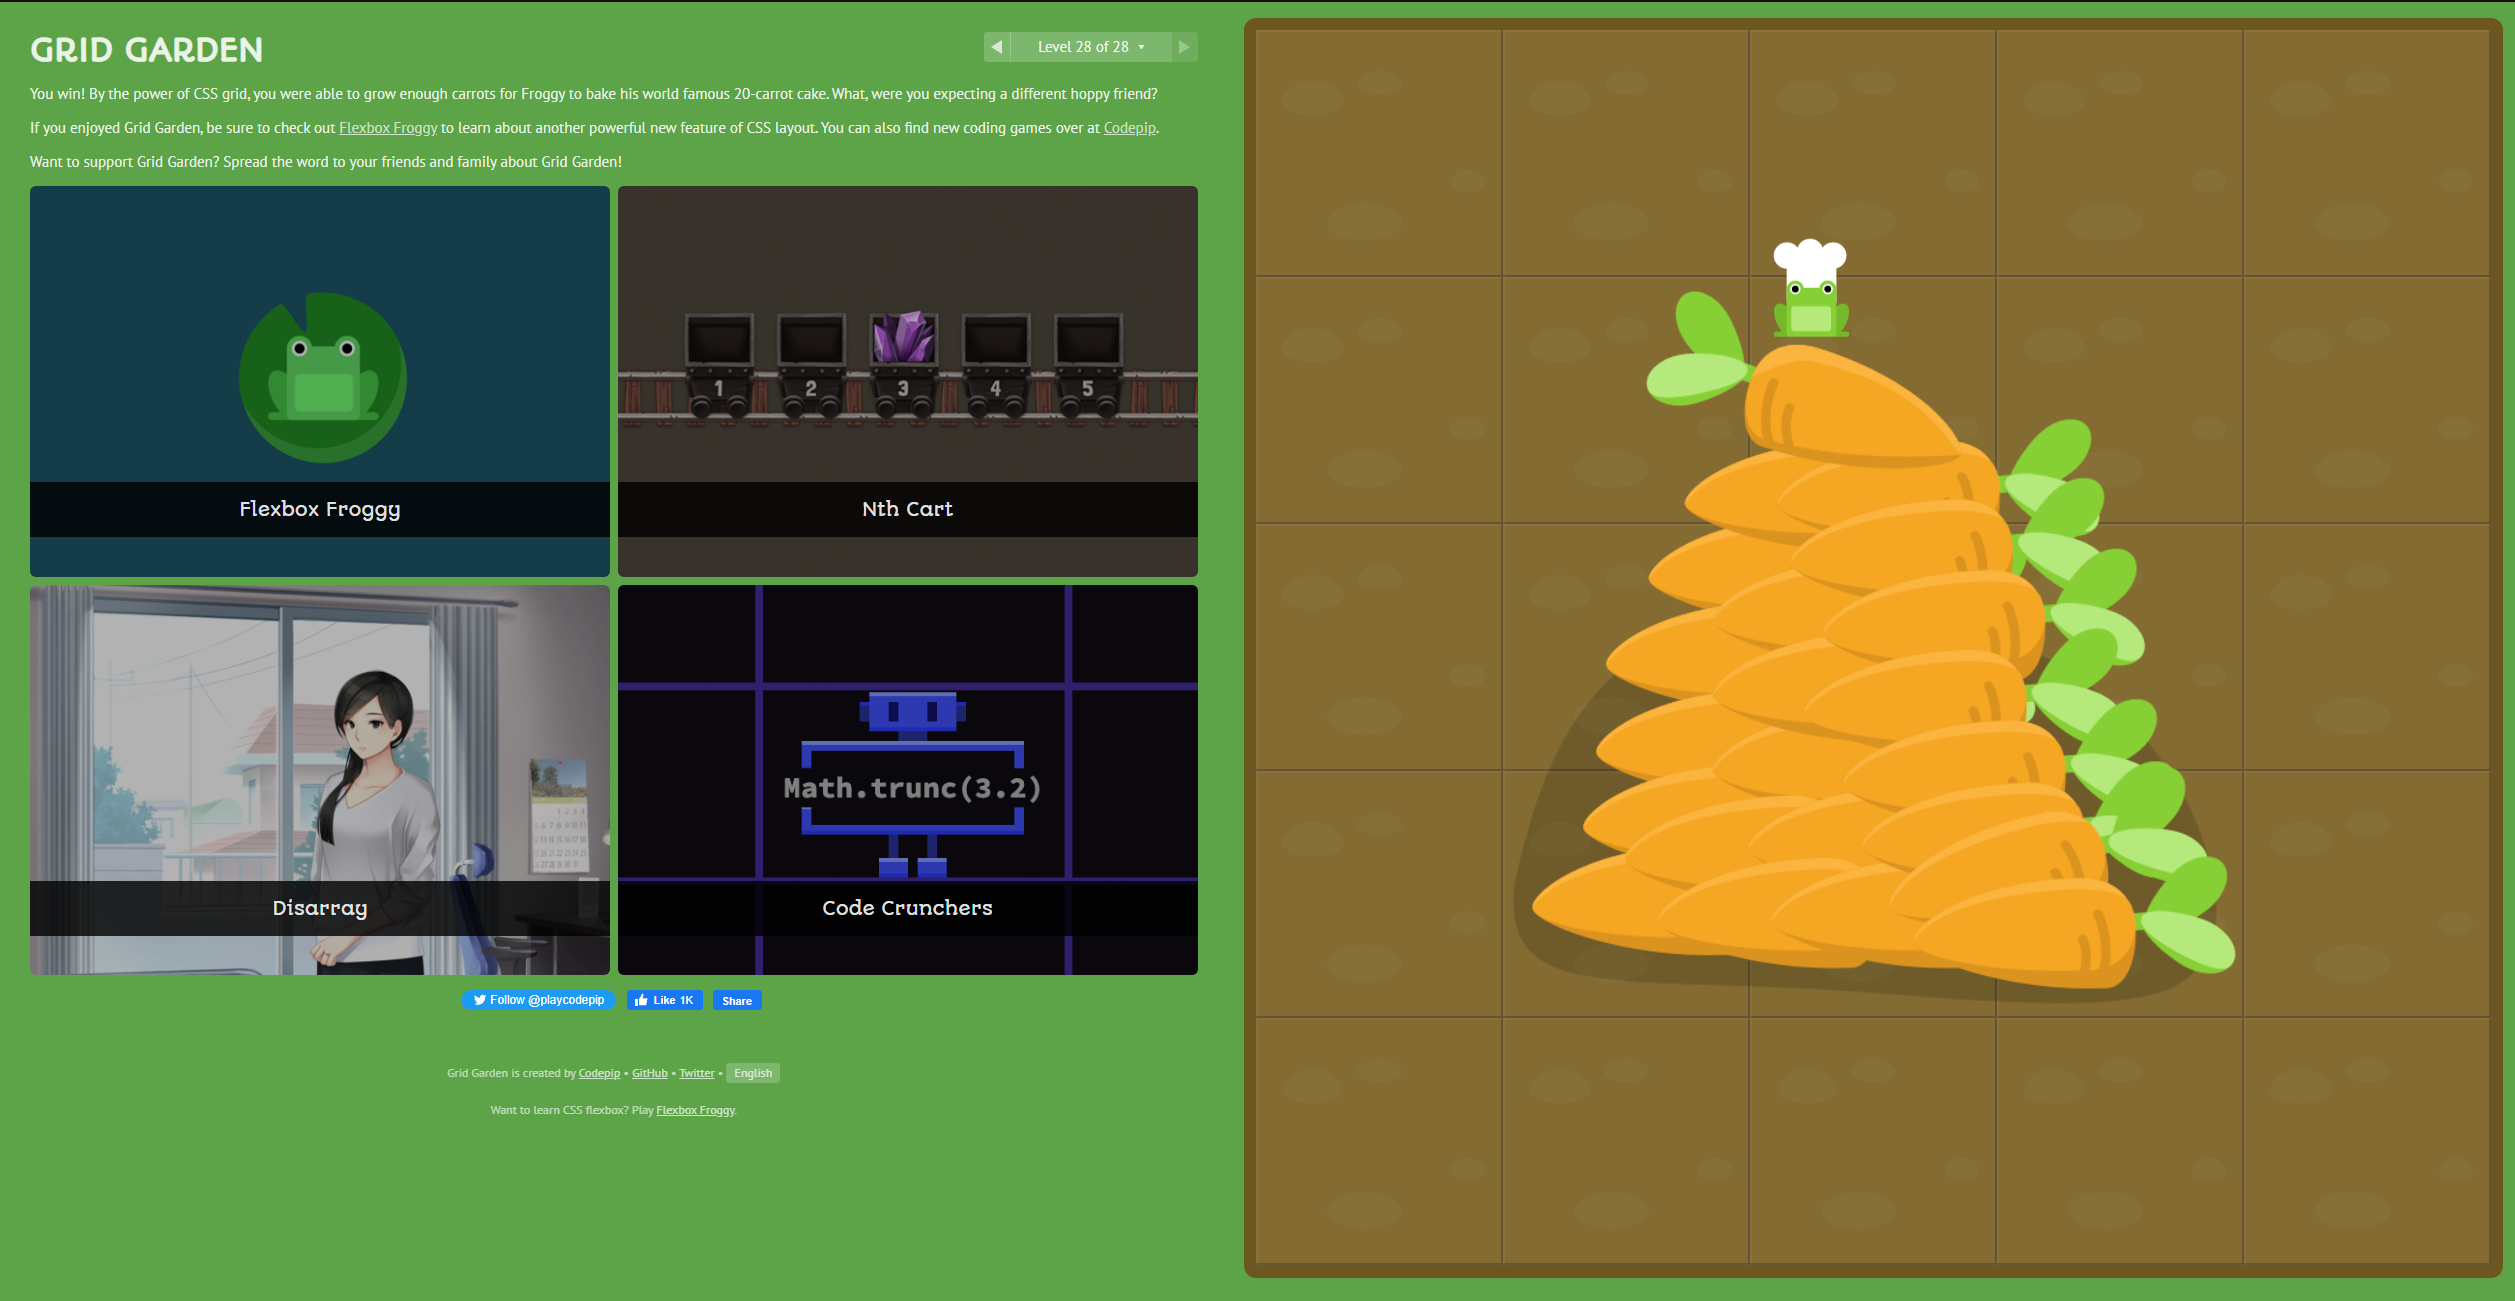 GRID GARDEN
Level 28 of 28
You win! By the power of CSS grid, you were able to grow enough carrots for Froggy to bake his world famous 20-carrot cake. What, were you expecting a different hoppy friend?
If you enjoyed Grid Garden, be sure to check out Flexbox Froggy to learn about another powerful new feature of CSS layout. You can also find new coding games over at Codepip.
Want to support Grid Garden? Spread the word to your friends and family about Grid Garden!
Flexbox Froggy
1 2 3 4 5
Nth Cart
Disarray
Math.trunc(3.2)
Code Crunchers
Follow @playcodepip
Like 1K
Share
Grid Garden is created by Codepip • GitHub • Twitter • English
Want to learn CSS flexbox? Play Flexbox Froggy.